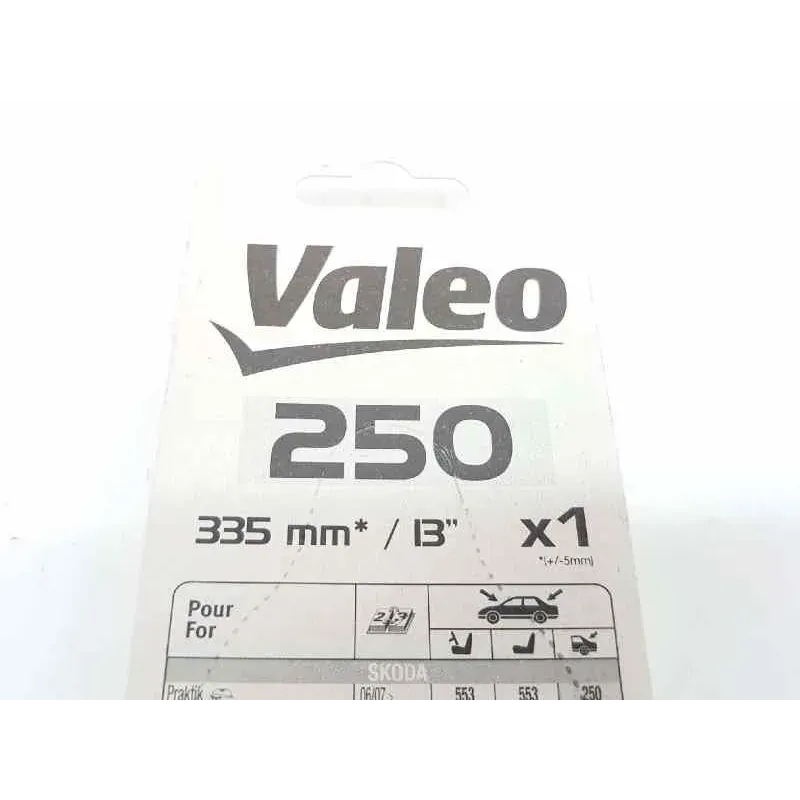 Valeo
250
335 mm* / 13" x1
*(+/-5mm)
Pour
For
SKODA
Praktik 06/07 > 553 553 250